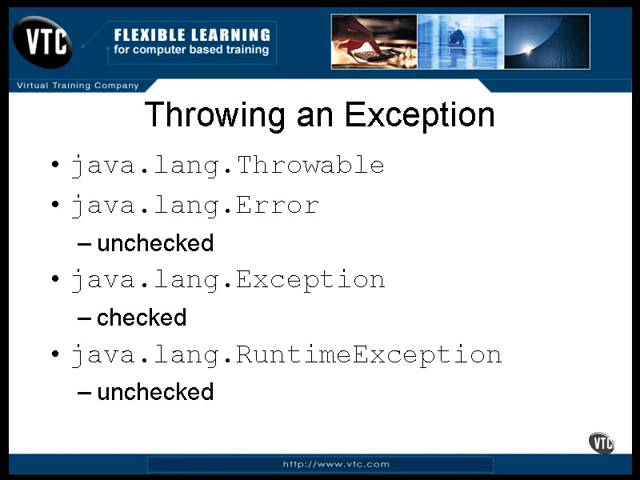 VTC
FLEXIBLE LEARNING
for computer based training
Virtual Training Company
Throwing an Exception
• java.lang.Throwable
• java.lang.Error
– unchecked
• java.lang.Exception
– checked
• java.lang.RuntimeException
– unchecked
VTC
http://www.vtc.com